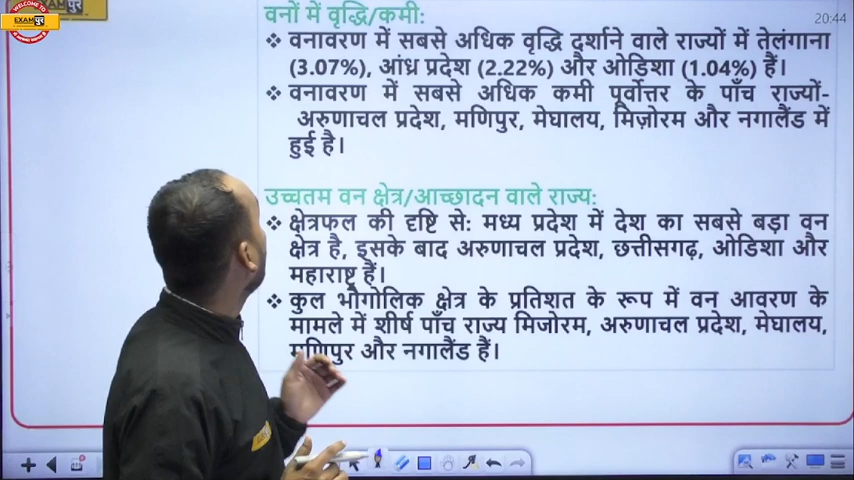 WELCOME TO
EXAMपुर
पुर
20:44
वनों में वृद्धि/कमी:
❖ वनावरण में सबसे अधिक वृद्धि दर्शाने वाले राज्यों में तेलंगाना
(3.07%), आंध्र प्रदेश (2.22%) और ओडिशा (1.04%) हैं।
❖ वनावरण में सबसे अधिक कमी पूर्वोत्तर के पाँच राज्यों-
अरुणाचल प्रदेश, मणिपुर, मेघालय, मिज़ोरम और नगालैंड में
हुई है।
उच्चतम वन क्षेत्र/आच्छादन वाले राज्य:
❖ क्षेत्रफल की दृष्टि से: मध्य प्रदेश में देश का सबसे बड़ा वन
क्षेत्र है, इसके बाद अरुणाचल प्रदेश, छत्तीसगढ़, ओडिशा और
महाराष्ट्र हैं।
❖ कुल भौगोलिक क्षेत्र के प्रतिशत के रूप में वन आवरण के
मामले में शीर्ष पाँच राज्य मिजोरम, अरुणाचल प्रदेश, मेघालय,
मणिपुर और नगालैंड हैं।